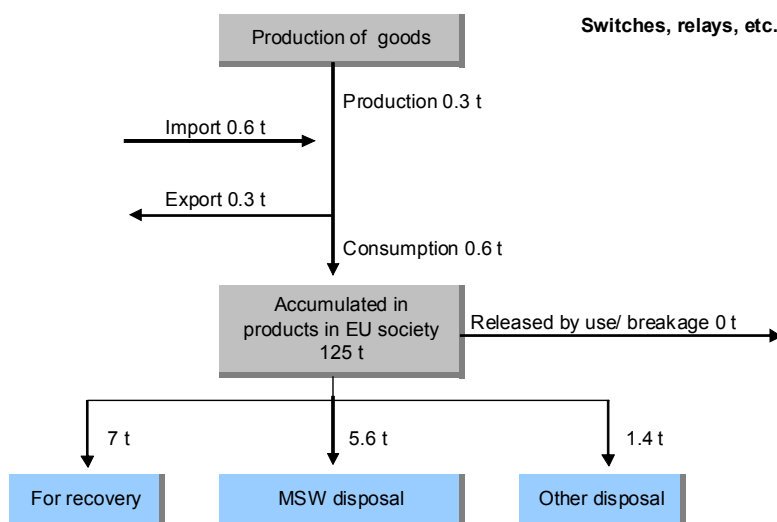 Switches, relays, etc.
Production of goods
Production 0.3 t
Import 0.6 t
Export 0.3 t
Consumption 0.6 t
Accumulated in
products in EU society
125 t
Released by use/ breakage 0 t
7 t
5.6 t
1.4 t
For recovery
MSW disposal
Other disposal